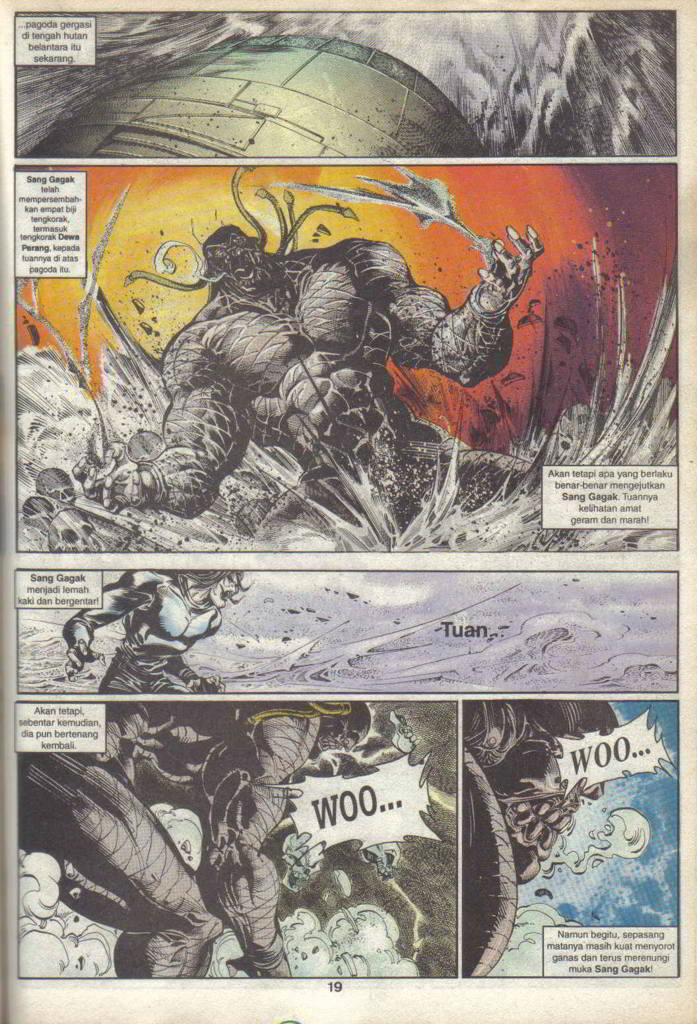 ...pagoda gergasi
di tengah hutan
belantara itu
sekarang.
Sang Gagak
telah
mempersembah-
kan empat biji
tengkorak,
termasuk
tengkorak Dewa
Perang, kepada
tuannya di atas
pagoda itu.
Akan tetapi apa yang berlaku
benar-benar mengejutkan
Sang Gagak. Tuannya
kelihatan amat
geram dan marah!
Sang Gagak
menjadi lemah
kaki dan bergentar!
Tuan...
Akan tetapi,
sebentar kemudian,
dia pun bertenang
kembali.
WOO...
WOO...
Namun begitu, sepasang
matanya masih kuat menyorot
ganas dan terus merenungi
muka Sang Gagak!
19